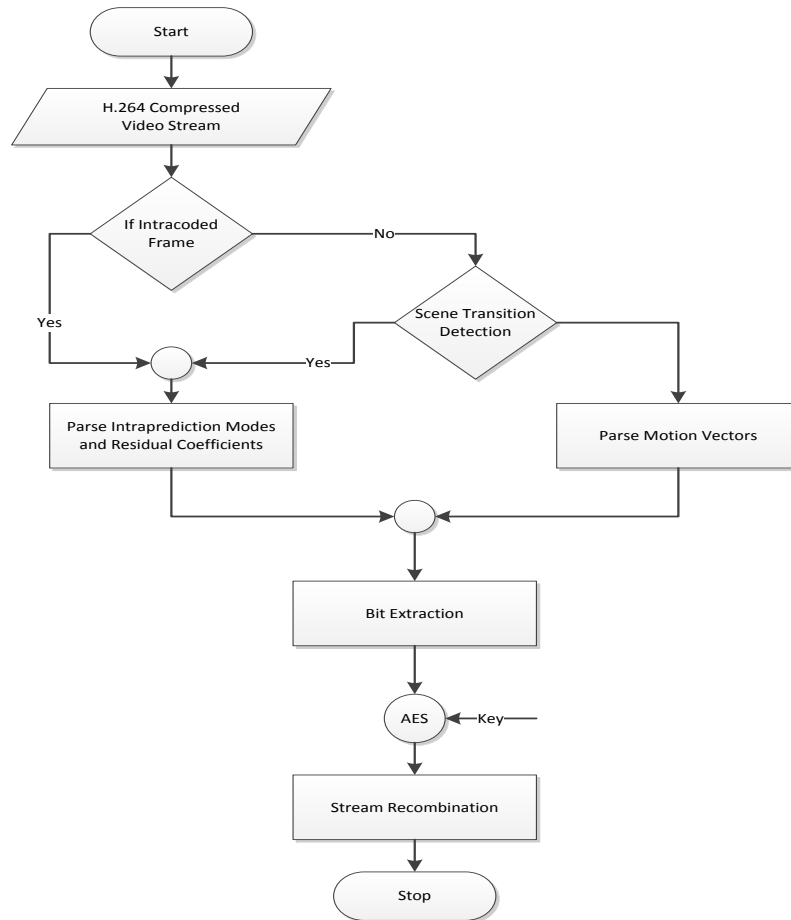 Start
H.264 Compressed
Video Stream
If Intracoded
Frame
No
Scene Transition
Detection
Yes
Yes
Parse Intraprediction Modes
and Residual Coefficients
Parse Motion Vectors
Bit Extraction
AES
Key
Stream Recombination
Stop